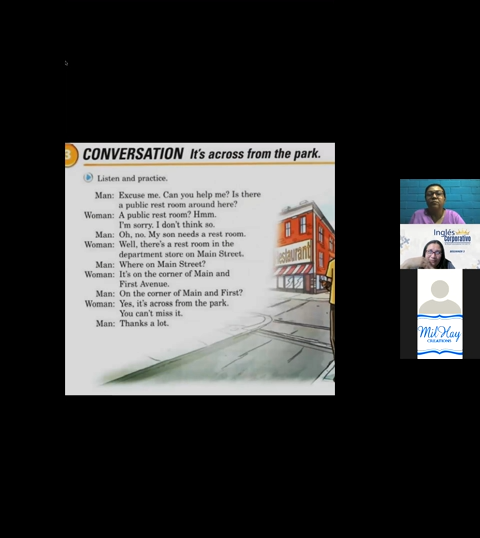 3 CONVERSATION It's across from the park.
Listen and practice.
Man: Excuse me. Can you help me? Is there
a public rest room around here?
Woman: A public rest room? Hmm.
I'm sorry. I don't think so.
Man: Oh, no. My son needs a rest room.
Woman: Well, there's a rest room in the
department store on Main Street.
Man: Where on Main Street?
Woman: It's on the corner of Main and
First Avenue.
Man: On the corner of Main and First?
Woman: Yes, it's across from the park.
You can't miss it.
Man: Thanks a lot.
estaurant
Inglés
Corporativo
Mil Hay
CREATIONS